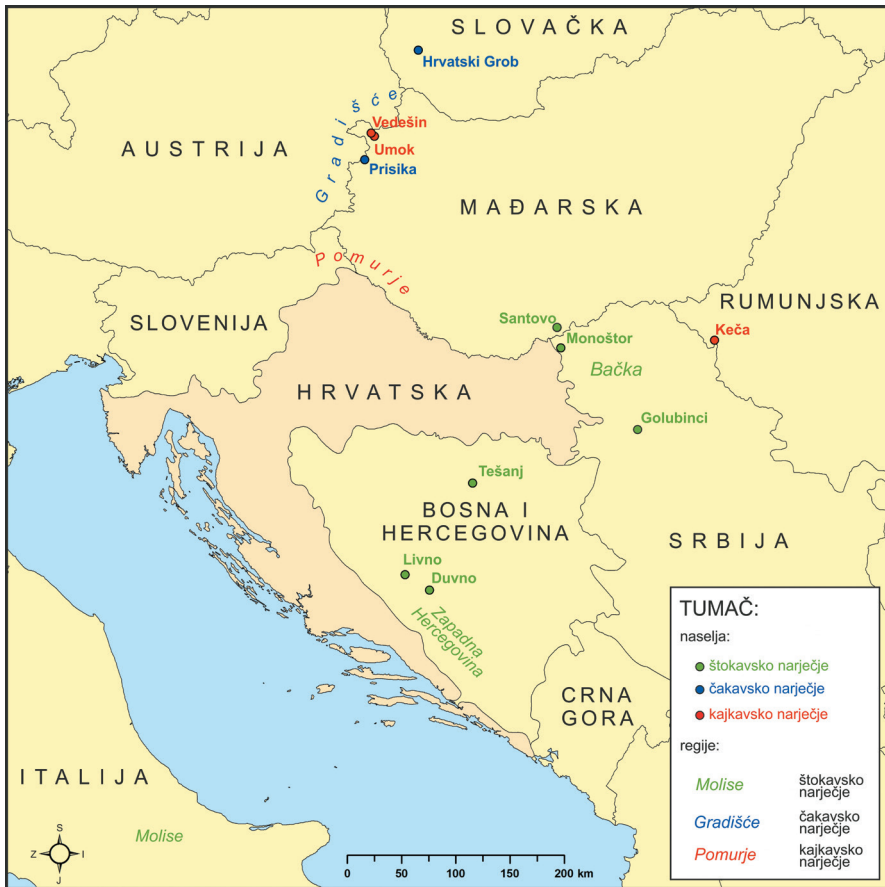 SLOVAČKA
Hrvatski Grob
Gradišće
Vedešin
Umok
Prisika
AUSTRIJA
MAĐARSKA
Pomurje
RUMUNJSKA
SLOVENIJA
Santovo
Keča
Monoštor
Bačka
HRVATSKA
Golubinci
Tešanj
BOSNA I
HERCEGOVINA
SRBIJA
Livno
Duvno
Zapadna
Hercegovina
CRNA
GORA
ITALIJA
Molise
S
Z
I
J
0
50
100
150
200 km
TUMAČ:
naselja:
štokavsko narječje
čakavsko narječje
kajkavsko narječje
regije:
Molise
štokavsko
narječje
Gradišće
čakavsko
narječje
Pomurje
kajkavsko
narječje